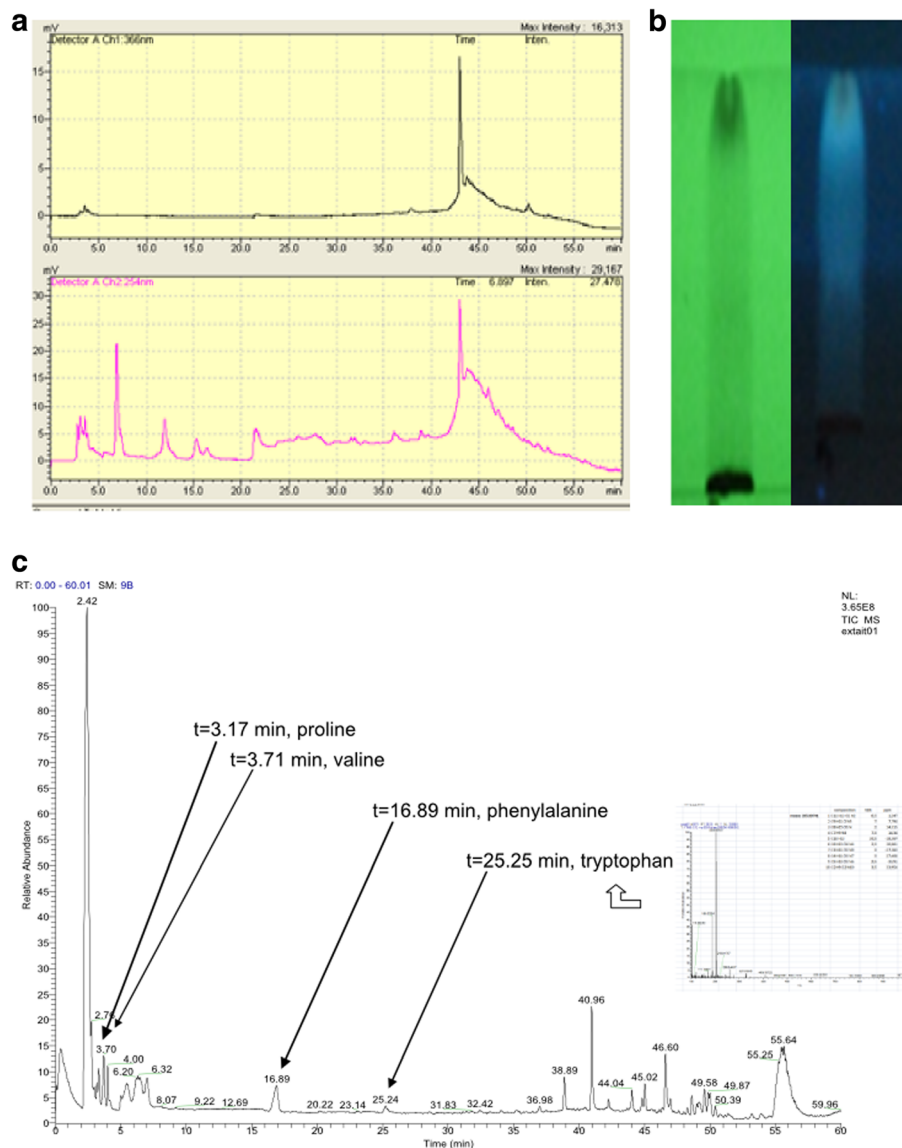 a
b
mV Max Intensity : 16,313
Detector A Ch1:366nm Time Inten.
15
5
0
0.0 5.0 10.0 15.0 20.0 25.0 30.0 35.0 40.0 45.0 50.0 55.0 min
mV Max Intensity : 29,167
Detector A Ch2:254nm Time 6.897 Inten. 27.478
30
25
20
15
10
5
0
0.0 5.0 10.0 15.0 20.0 25.0 30.0 35.0 40.0 45.0 50.0 55.0 min
c
RT: 0.00 - 60.01 SM: 9B
NL:
3.65E8
TIC MS
extait01
2.42
100
95
90
85
80
75
70
65
60
55
50
45
40
35
30
25
20
15
10
5
0
Relative Abundance
t=3.17 min, proline
t=3.71 min, valine
t=16.89 min, phenylalanine
t=25.25 min, tryptophan
3.70
4.00
6.20
6.32
8.07
9.22
12.69
16.89
20.22
23.14
25.24
31.83
32.42
36.98
38.89
40.96
44.04
45.02
46.60
49.58
49.87
50.39
55.25
55.64
59.96
0 5 10 15 20 25 30 35 40 45 50 55 60
Time (min)